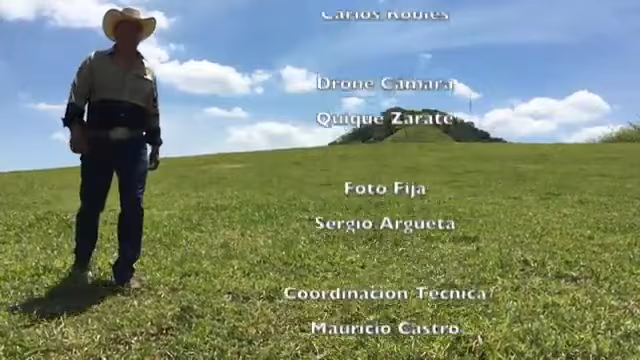 Carlos Robles
Drone Camara
Quique Zarate
Foto Fija
Sergio Argueta
Coordinacion Tecnica
Mauricio Castro